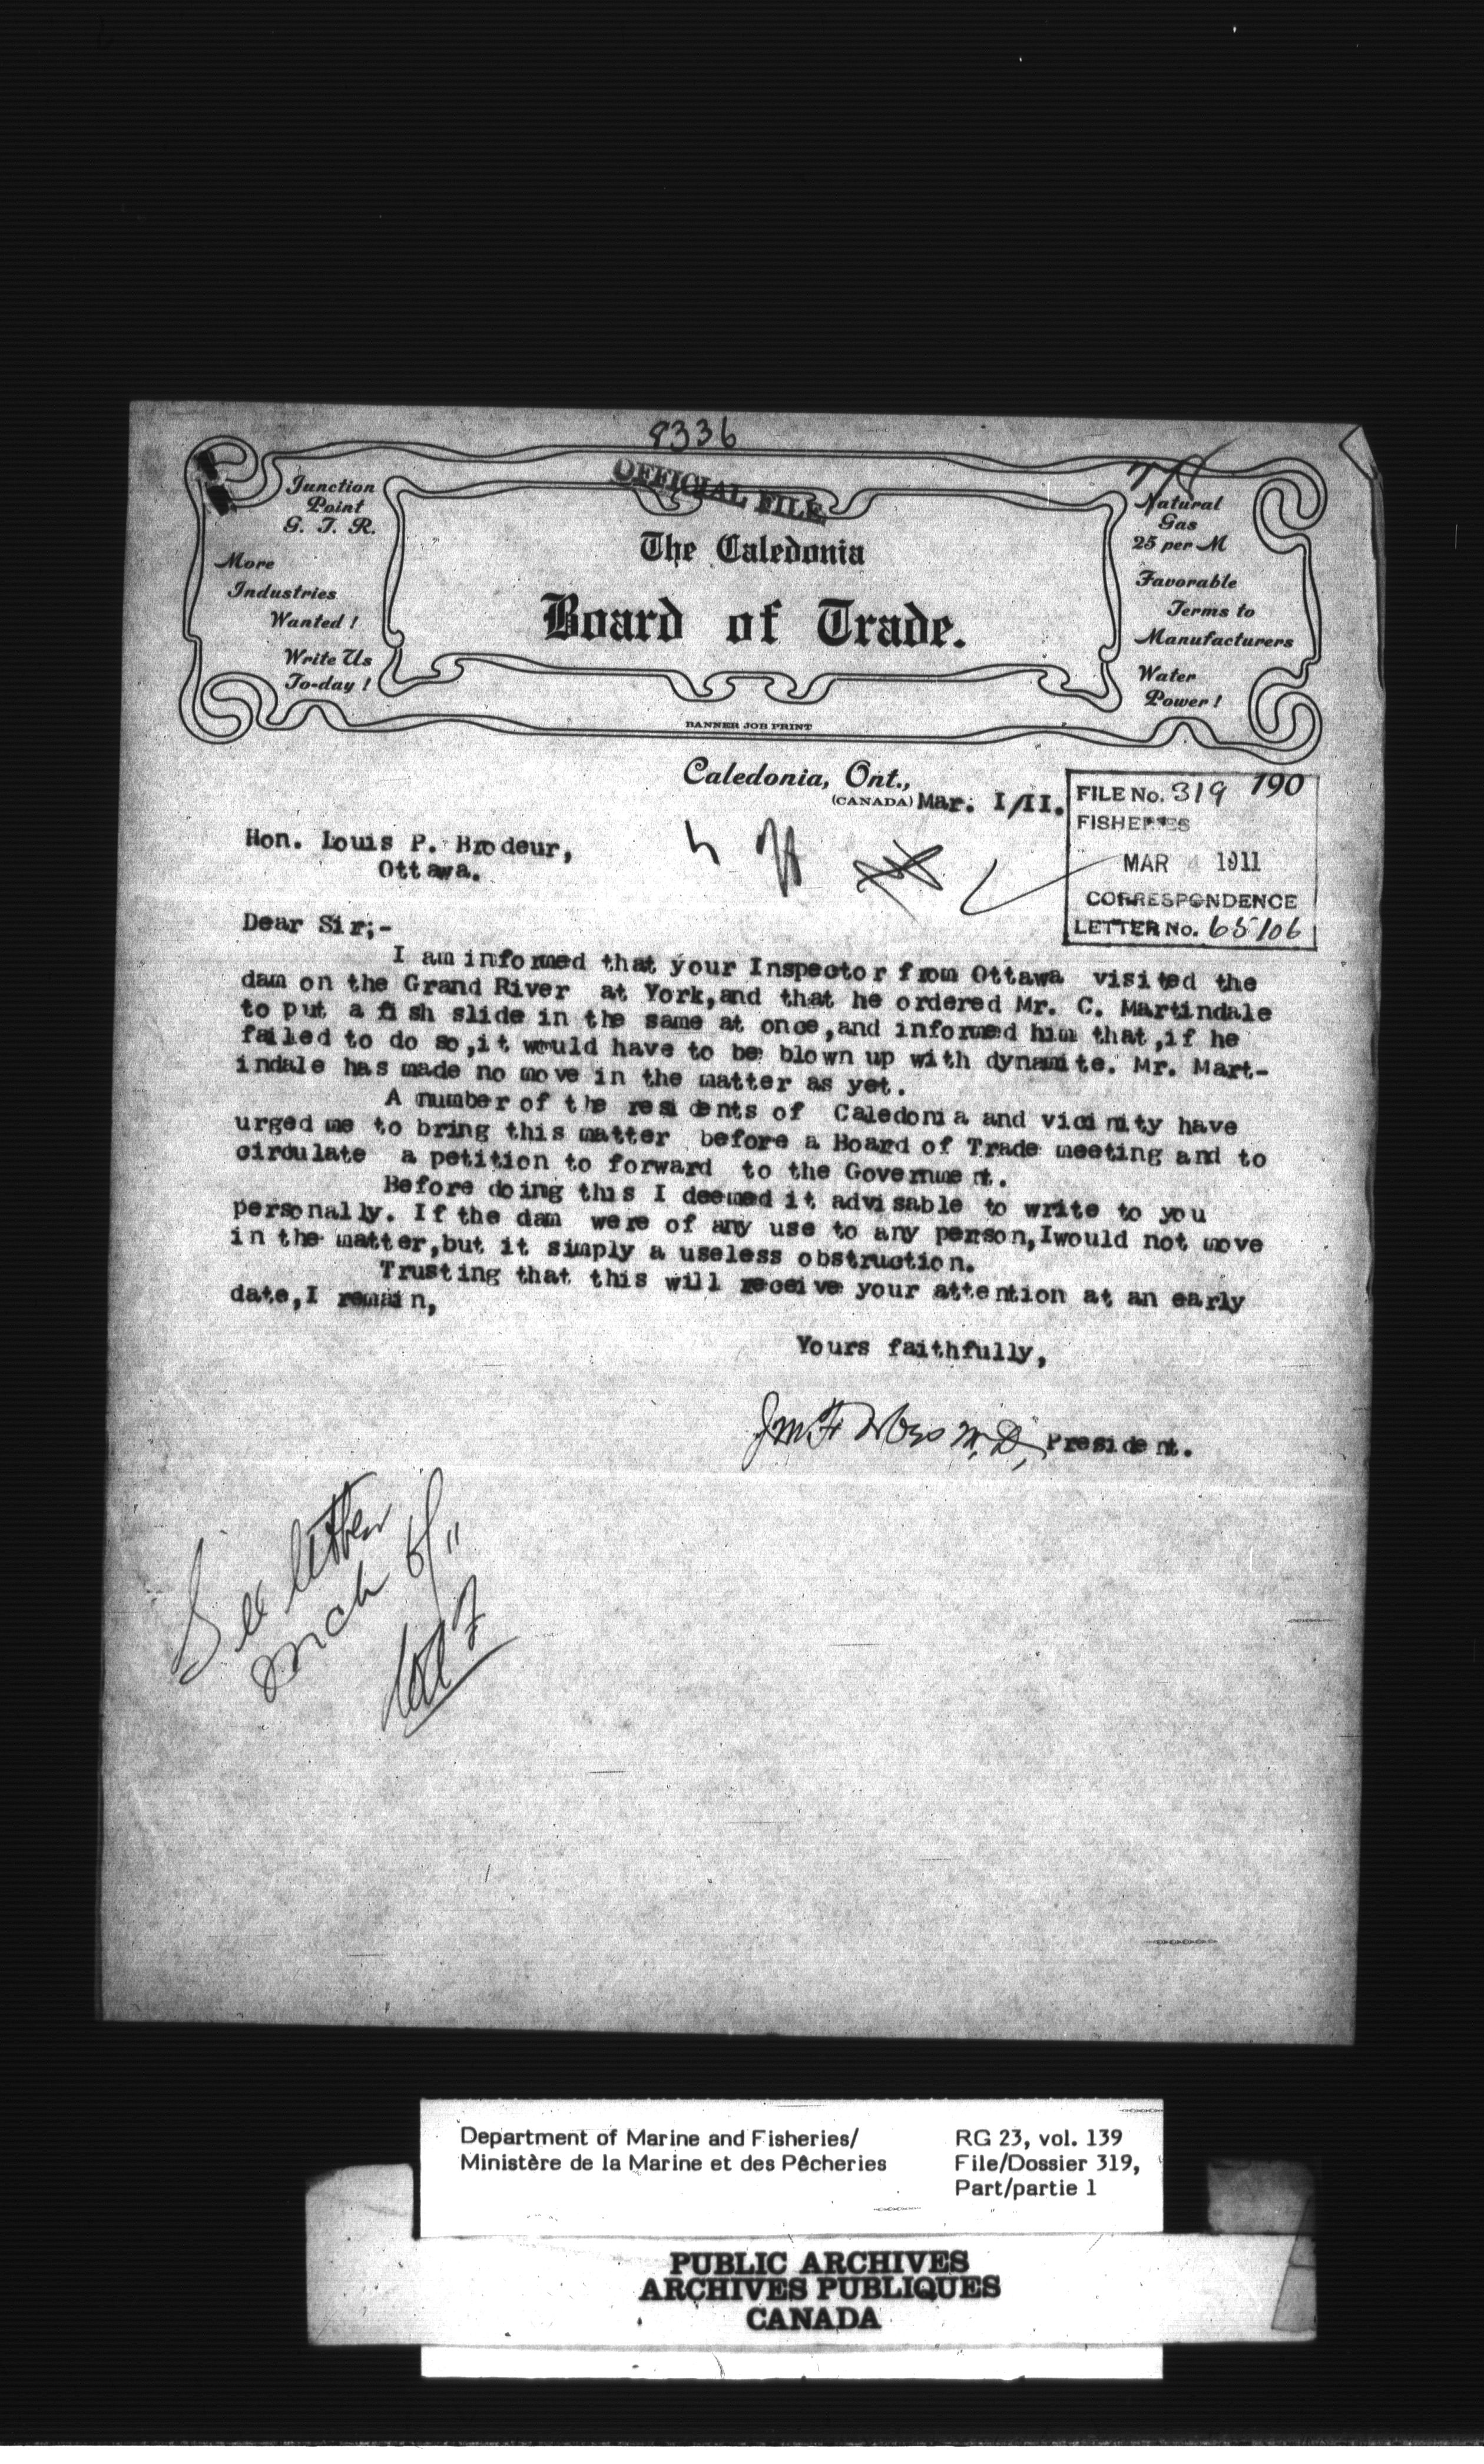 8336
OFFICIAL FILE
Junction
Point
G. T. R.
More
Industries
Wanted !
Write Us
To-day !
The Caledonia
Board of Trade.
Natural
Gas
25 per M
Favorable
Terms to
Manufacturers
Water
Power !
BANNER JOB PRINT
Caledonia, Ont.,
(CANADA) Mar. I/II. 190
FILE No. 319
FISHERIES
MAR 4 1911
CORRESPONDENCE
LETTER No. 65106
Hon. Louis P. Brodeur,
Ottawa.
Dear Sir;-
I am informed that your Inspector from Ottawa visited the
dam on the Grand River at York,and that he ordered Mr. C. Martindale
to put a fish slide in the same at once,and informed him that,if he
failed to do so,it would have to be blown up with dynamite. Mr. Mart-
indale has made no move in the matter as yet.
A number of the residents of Caledonia and vicinity have
urged me to bring this matter before a Board of Trade meeting and to
circulate a petition to forward to the Government.
Before doing this I deemed it advisable to write to you
personally. If the dam were of any use to any person,Iwould not move
in the matter,but it simply a useless obstruction.
Trusting that this will receive your attention at an early
date,I remain,
Yours faithfully,
M.D., President.
See letter
mch 6/11
Department of Marine and Fisheries/
Ministère de la Marine et des Pêcheries
RG 23, vol. 139
File/Dossier 319,
Part/partie 1
PUBLIC ARCHIVES
ARCHIVES PUBLIQUES
CANADA